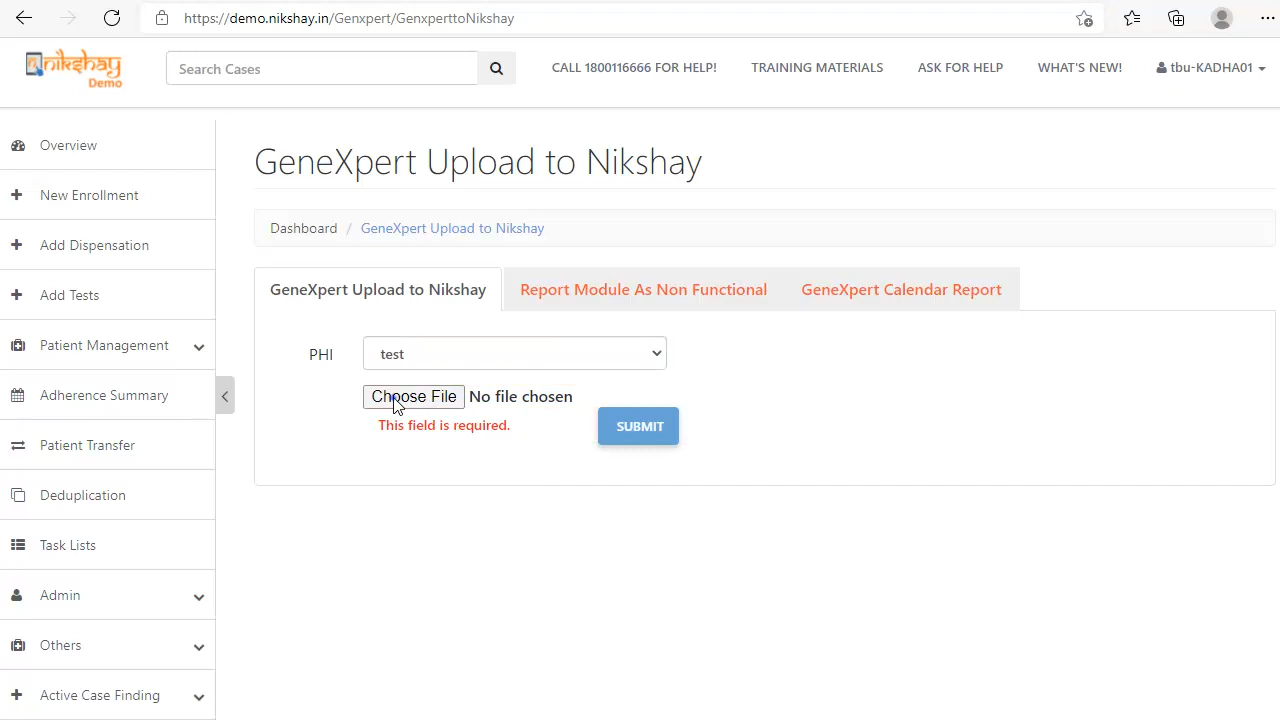 https://demo.nikshay.in/Genxpert/GenxperttoNikshay
nikshay
Demo
Search Cases
CALL 1800116666 FOR HELP!
TRAINING MATERIALS
ASK FOR HELP
WHAT'S NEW!
tbu-KADHA01
Overview
New Enrollment
Add Dispensation
Add Tests
Patient Management
Adherence Summary
Patient Transfer
Deduplication
Task Lists
Admin
Others
Active Case Finding
GeneXpert Upload to Nikshay
Dashboard / GeneXpert Upload to Nikshay
GeneXpert Upload to Nikshay
Report Module As Non Functional
GeneXpert Calendar Report
PHI test
Choose File No file chosen
This field is required.
SUBMIT